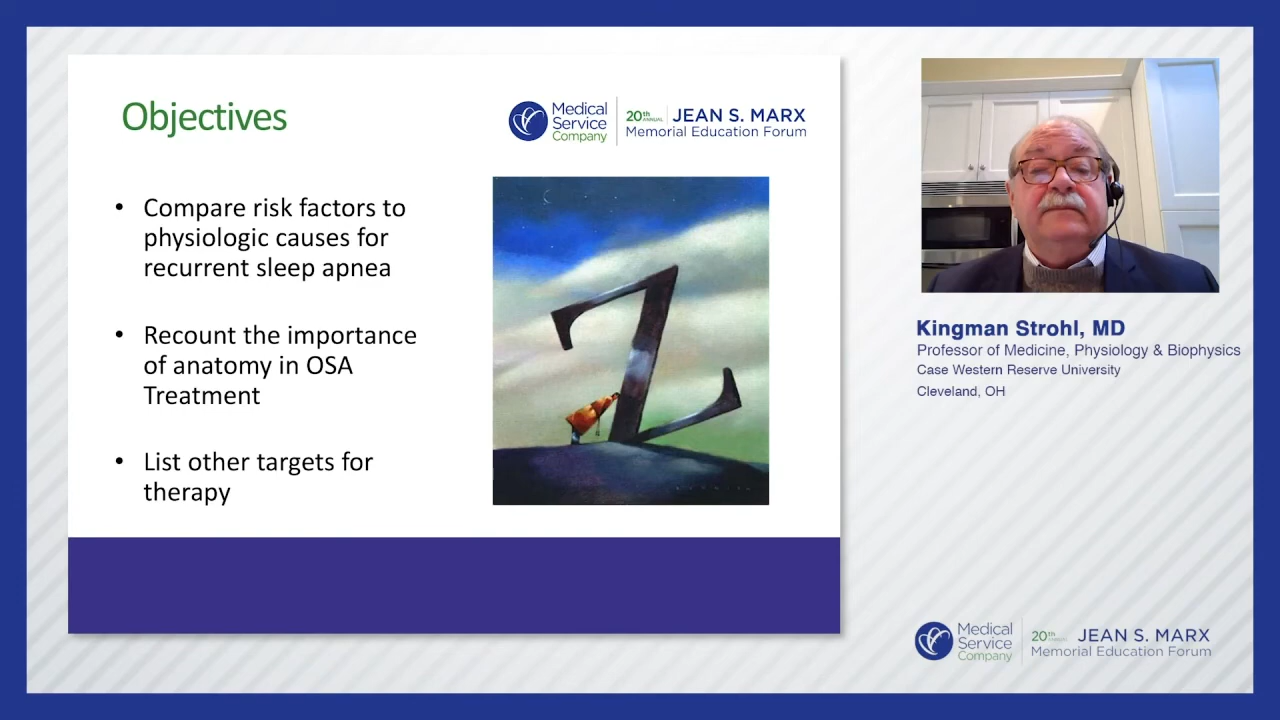 Objectives
Medical
Service
Company
20th
ANNUAL
JEAN S. MARX
Memorial Education Forum
• Compare risk factors to
physiologic causes for
recurrent sleep apnea
• Recount the importance
of anatomy in OSA
Treatment
• List other targets for
therapy
Kingman Strohl, MD
Professor of Medicine, Physiology & Biophysics
Case Western Reserve University
Cleveland, OH
Medical
Service
Company
20th
JEAN S. MARX
Memorial Education Forum